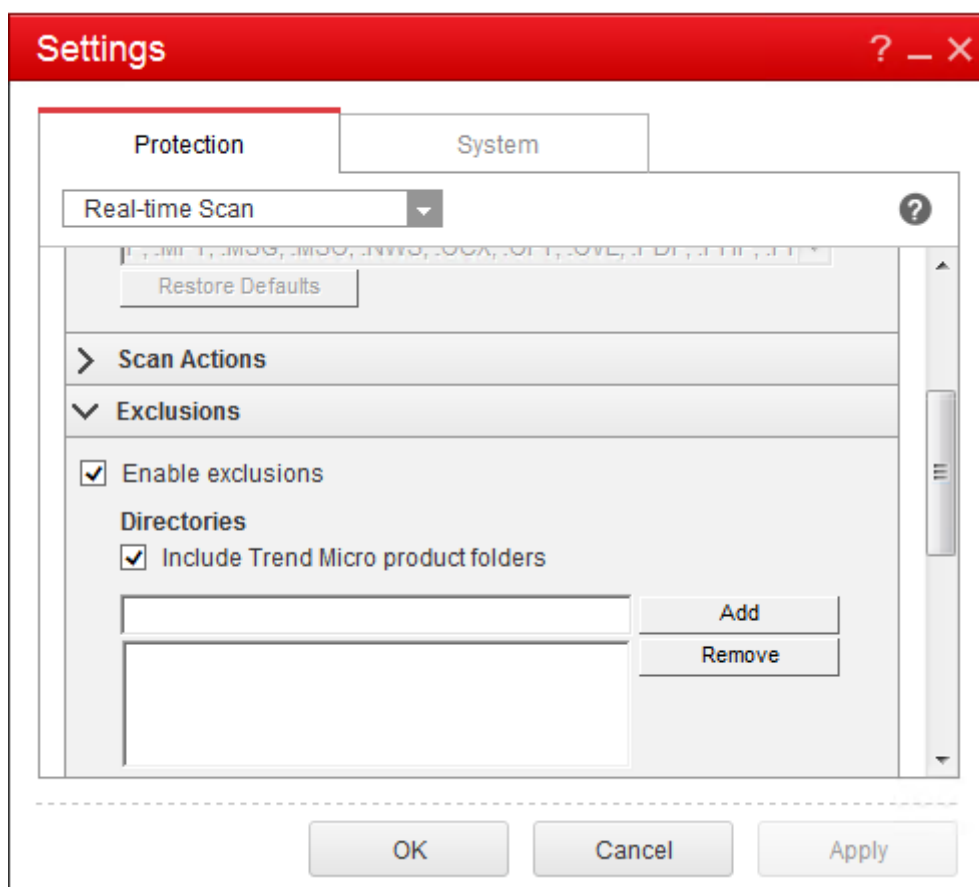 Settings
Protection
System
Real-time Scan
Restore Defaults
Scan Actions
Exclusions
Enable exclusions
Directories
Include Trend Micro product folders
Add
Remove
OK
Cancel
Apply